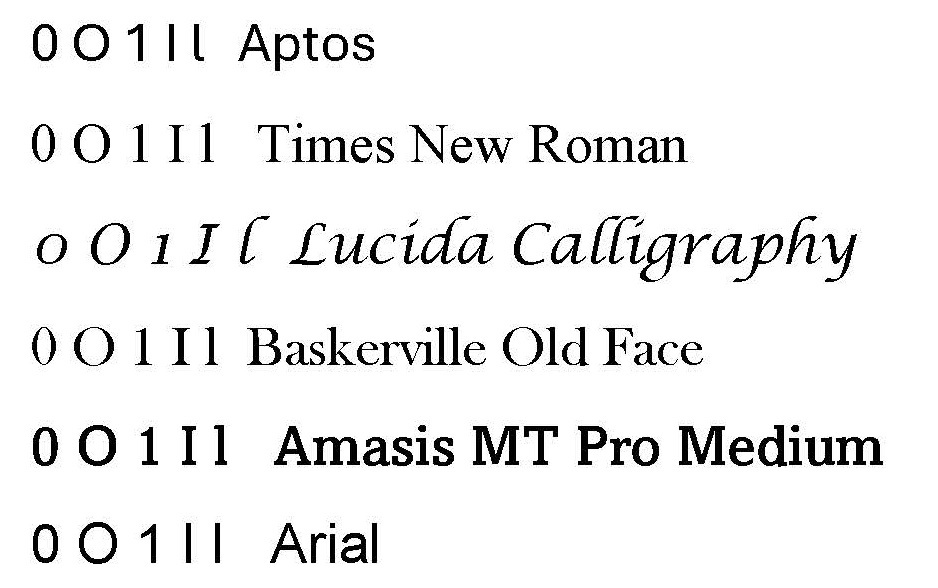 0 O 1 I l Aptos
0 O 1 I l Times New Roman
0 O 1 I l Lucida Calligraphy
0 O 1 I l Baskerville Old Face
0 O 1 I l Amasis MT Pro Medium
0 O 1 I l Arial